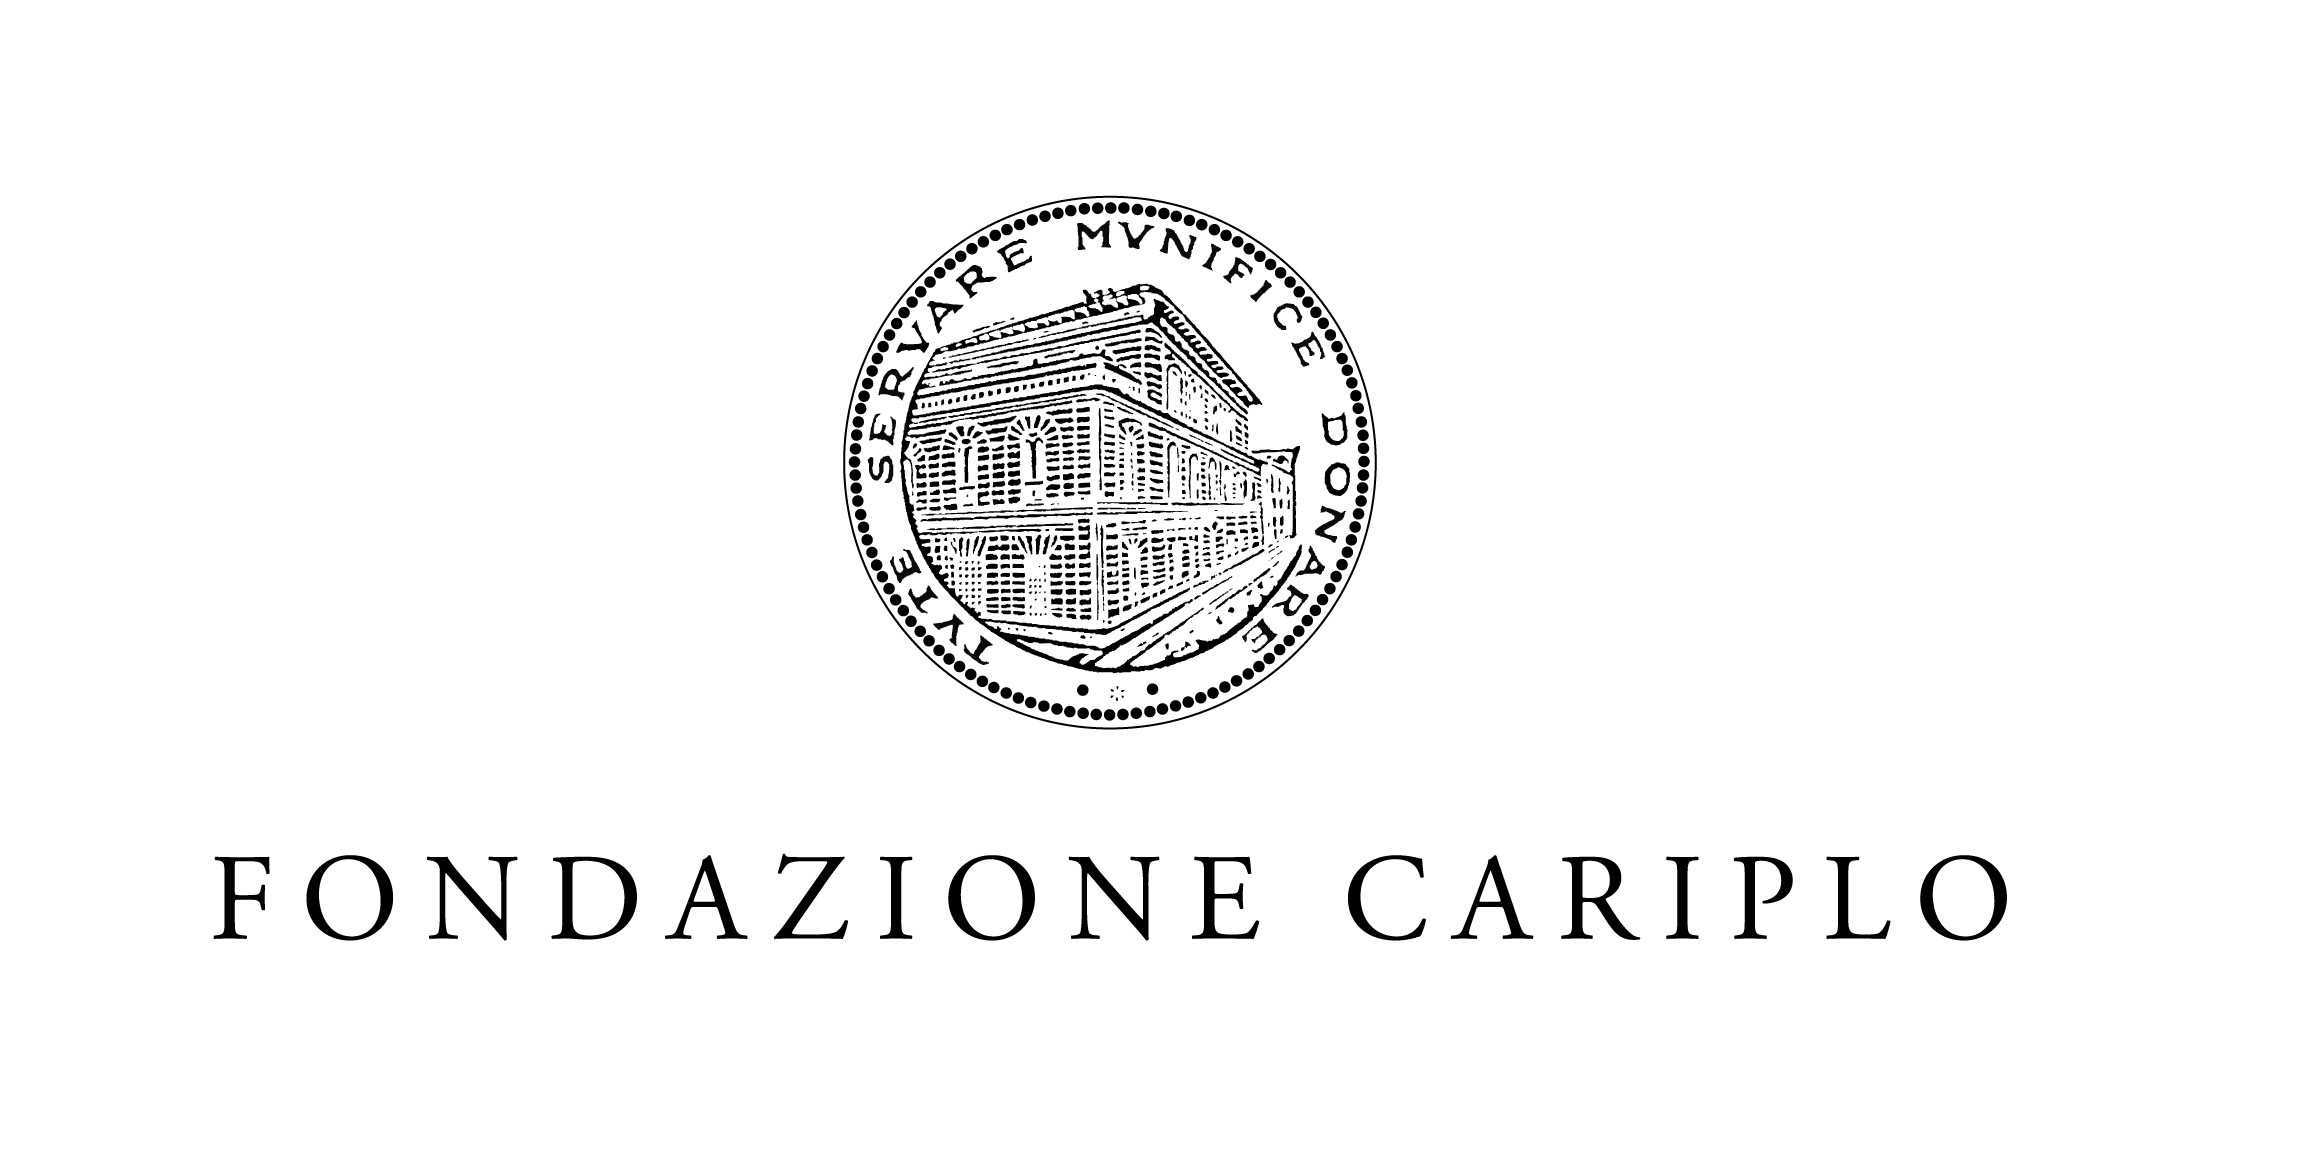 TVTE SERVARE MVNIFICE DONARE
FONDAZIONE CARIPLO